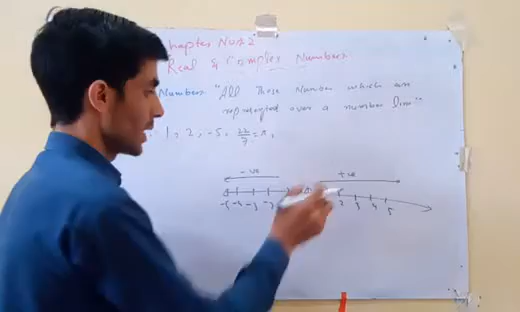 Chapter No#2
Real & Complex Numbers
Numbers "All Those Number which are
represented over a number line"
1, 2, -5, 22/7 = π,
-ve +ve
-5 -4 -3 -2 2 3 4 5